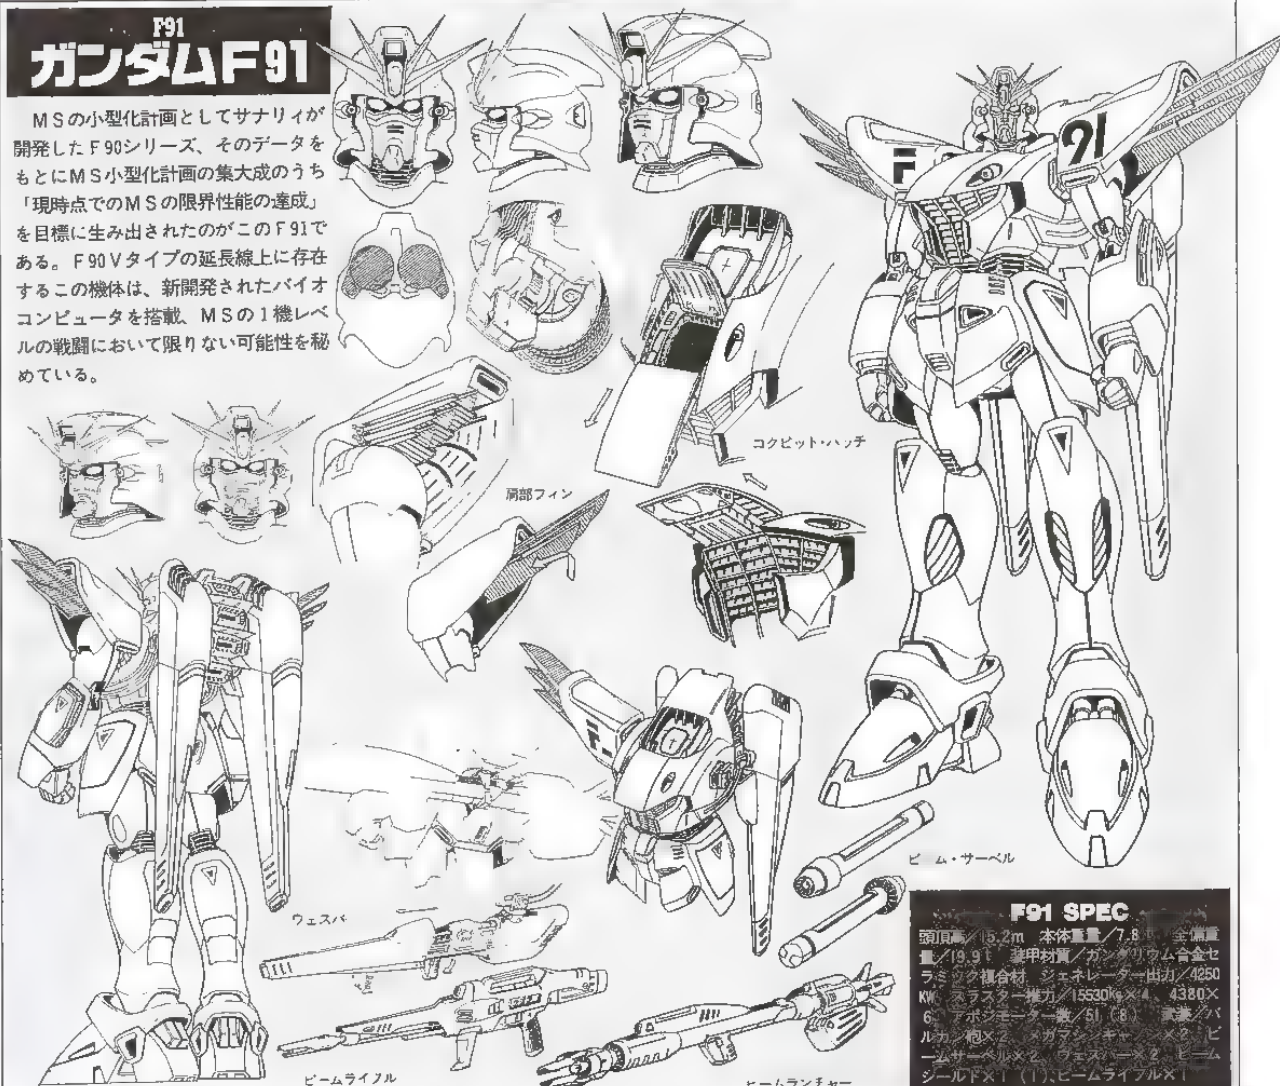 F91
ガンダムF91
MSの小型化計画としてサナリィが
開発したF90シリーズ、そのデータを
もとにMS小型化計画の集大成のうち
「現時点でのMSの限界性能の達成」
を目標に生み出されたのがこのF91で
ある。F90Vタイプの延長線上に存在
するこの機体は、新開発されたバイオ
コンピュータを搭載、MSの1機レベ
ルの戦闘において限りない可能性を秘
めている。
F
91
コクピット・ハッチ
肩部フィン
F
ビーム・サーベル
ウェスバー
ビームライフル
ビームランチャー
F91 SPEC
頭頂高/15.2m 本体重量/7.8t 全備重
量/19.9t 装甲材質/ガンダリウム合金セ
ラミック複合材 ジェネレーター出力/4250
KW スラスター推力/15530kg×4 4380×
6 アポジモーター数/51(8) 武装/バ
ルカン砲×2 メガマシンキャノン×2 ビ
ームサーベル×2 ヴェスバー×2 ビーム
シールド×1(1)、ビームライフル×1